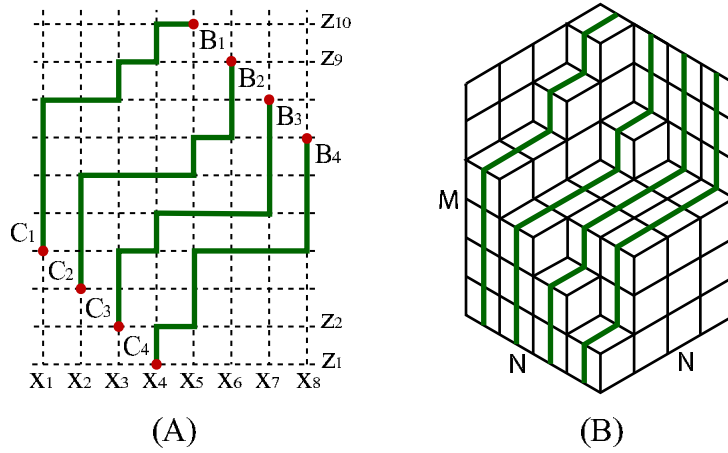 B₁
B₂
B₃
B₄
C₁
C₂
C₃
C₄
z₁₀
z₉
z₂
z₁
x₁ x₂ x₃ x₄ x₅ x₆ x₇ x₈
(A)
M
N N
(B)